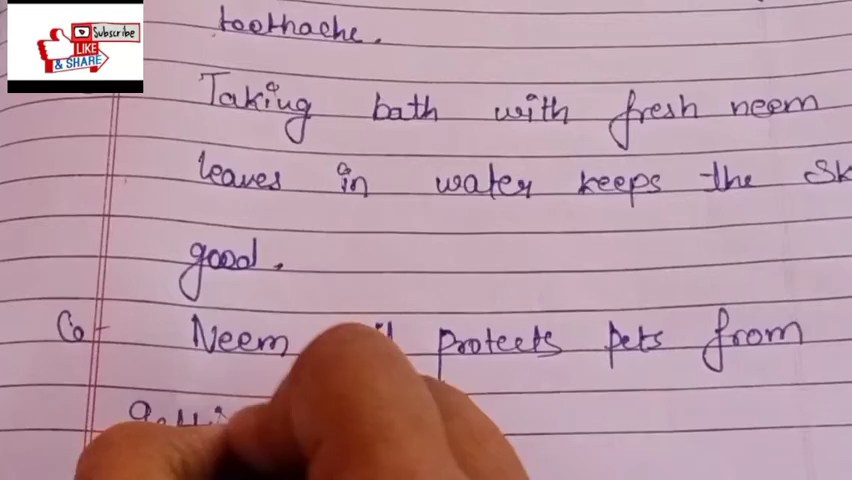 Subscribe
LIKE
& SHARE
toothache.
Taking bath with fresh neem
leaves in water keeps the
good.
Neem protects pets from